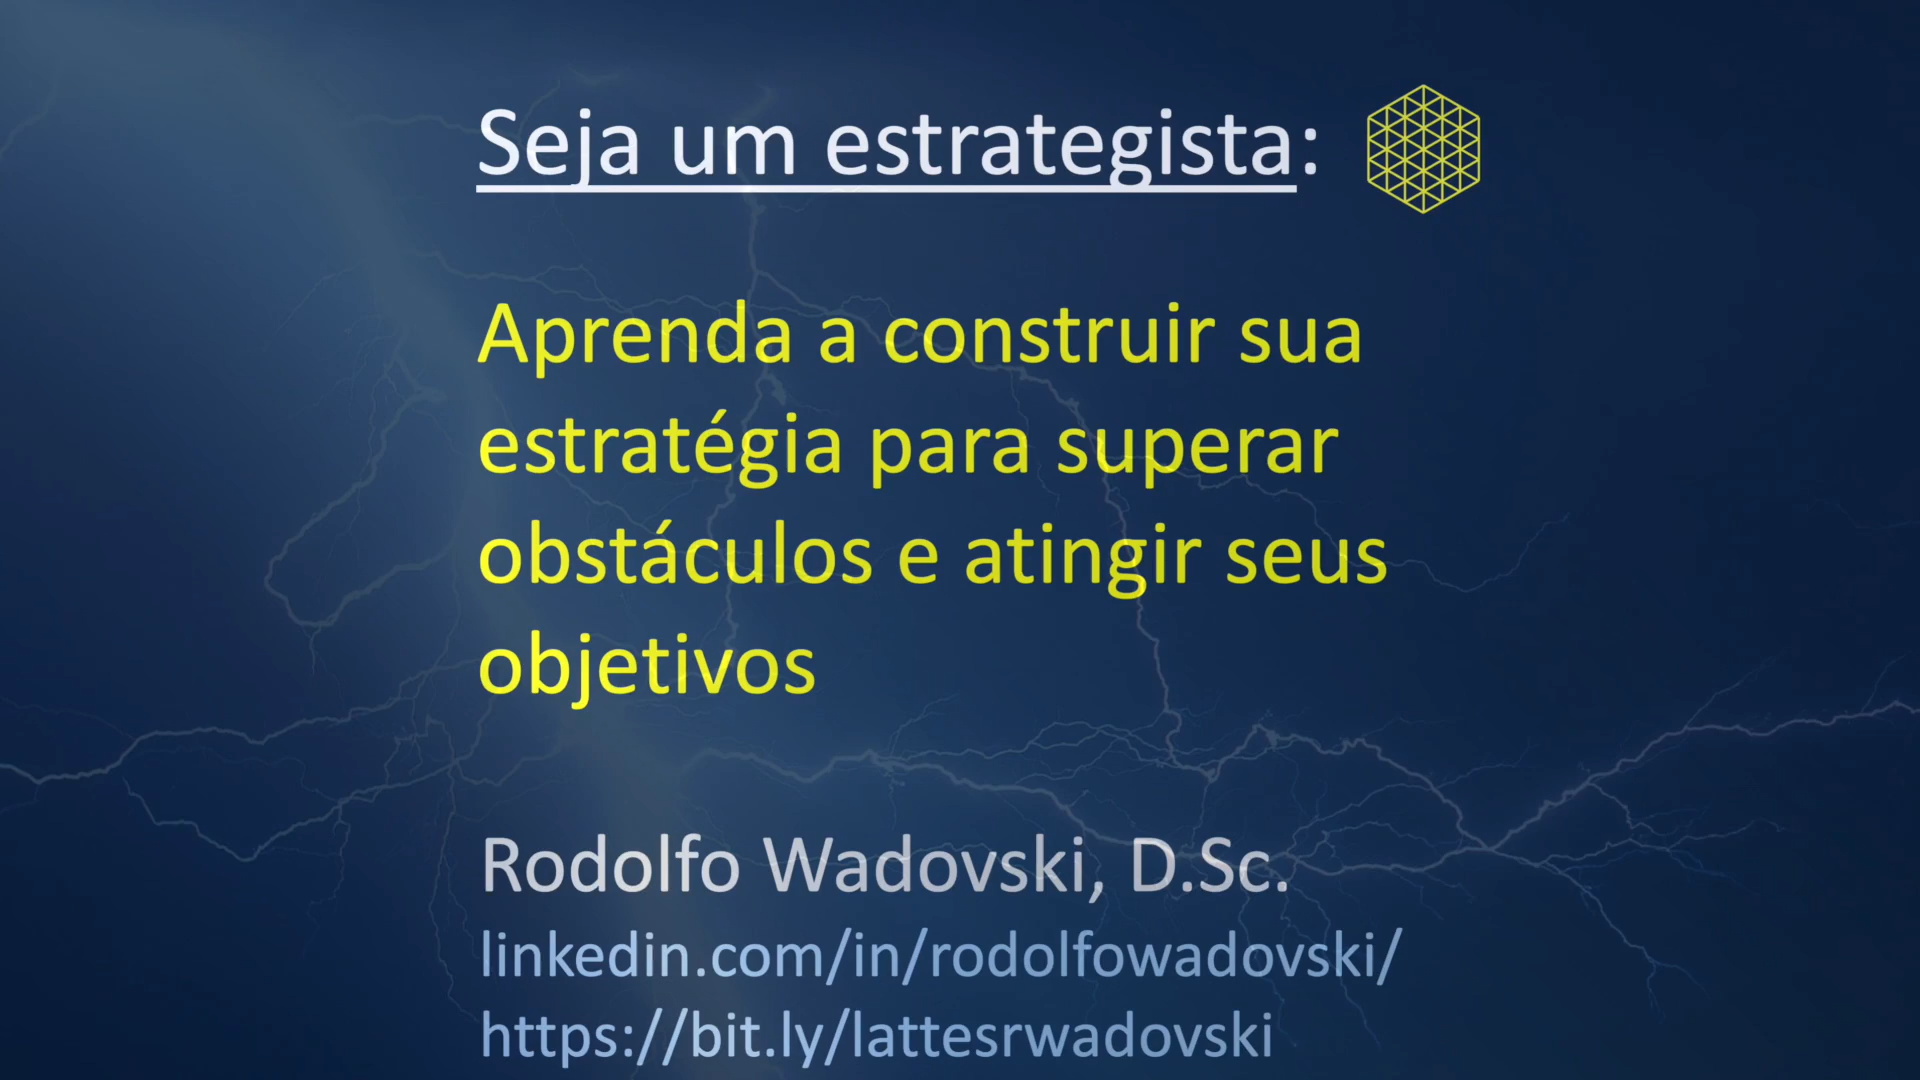 Seja um estrategista:
Aprenda a construir sua
estratégia para superar
obstáculos e atingir seus
objetivos
Rodolfo Wadovski, D.Sc.
linkedin.com/in/rodolfowadovski/
https://bit.ly/lattesrwadovski